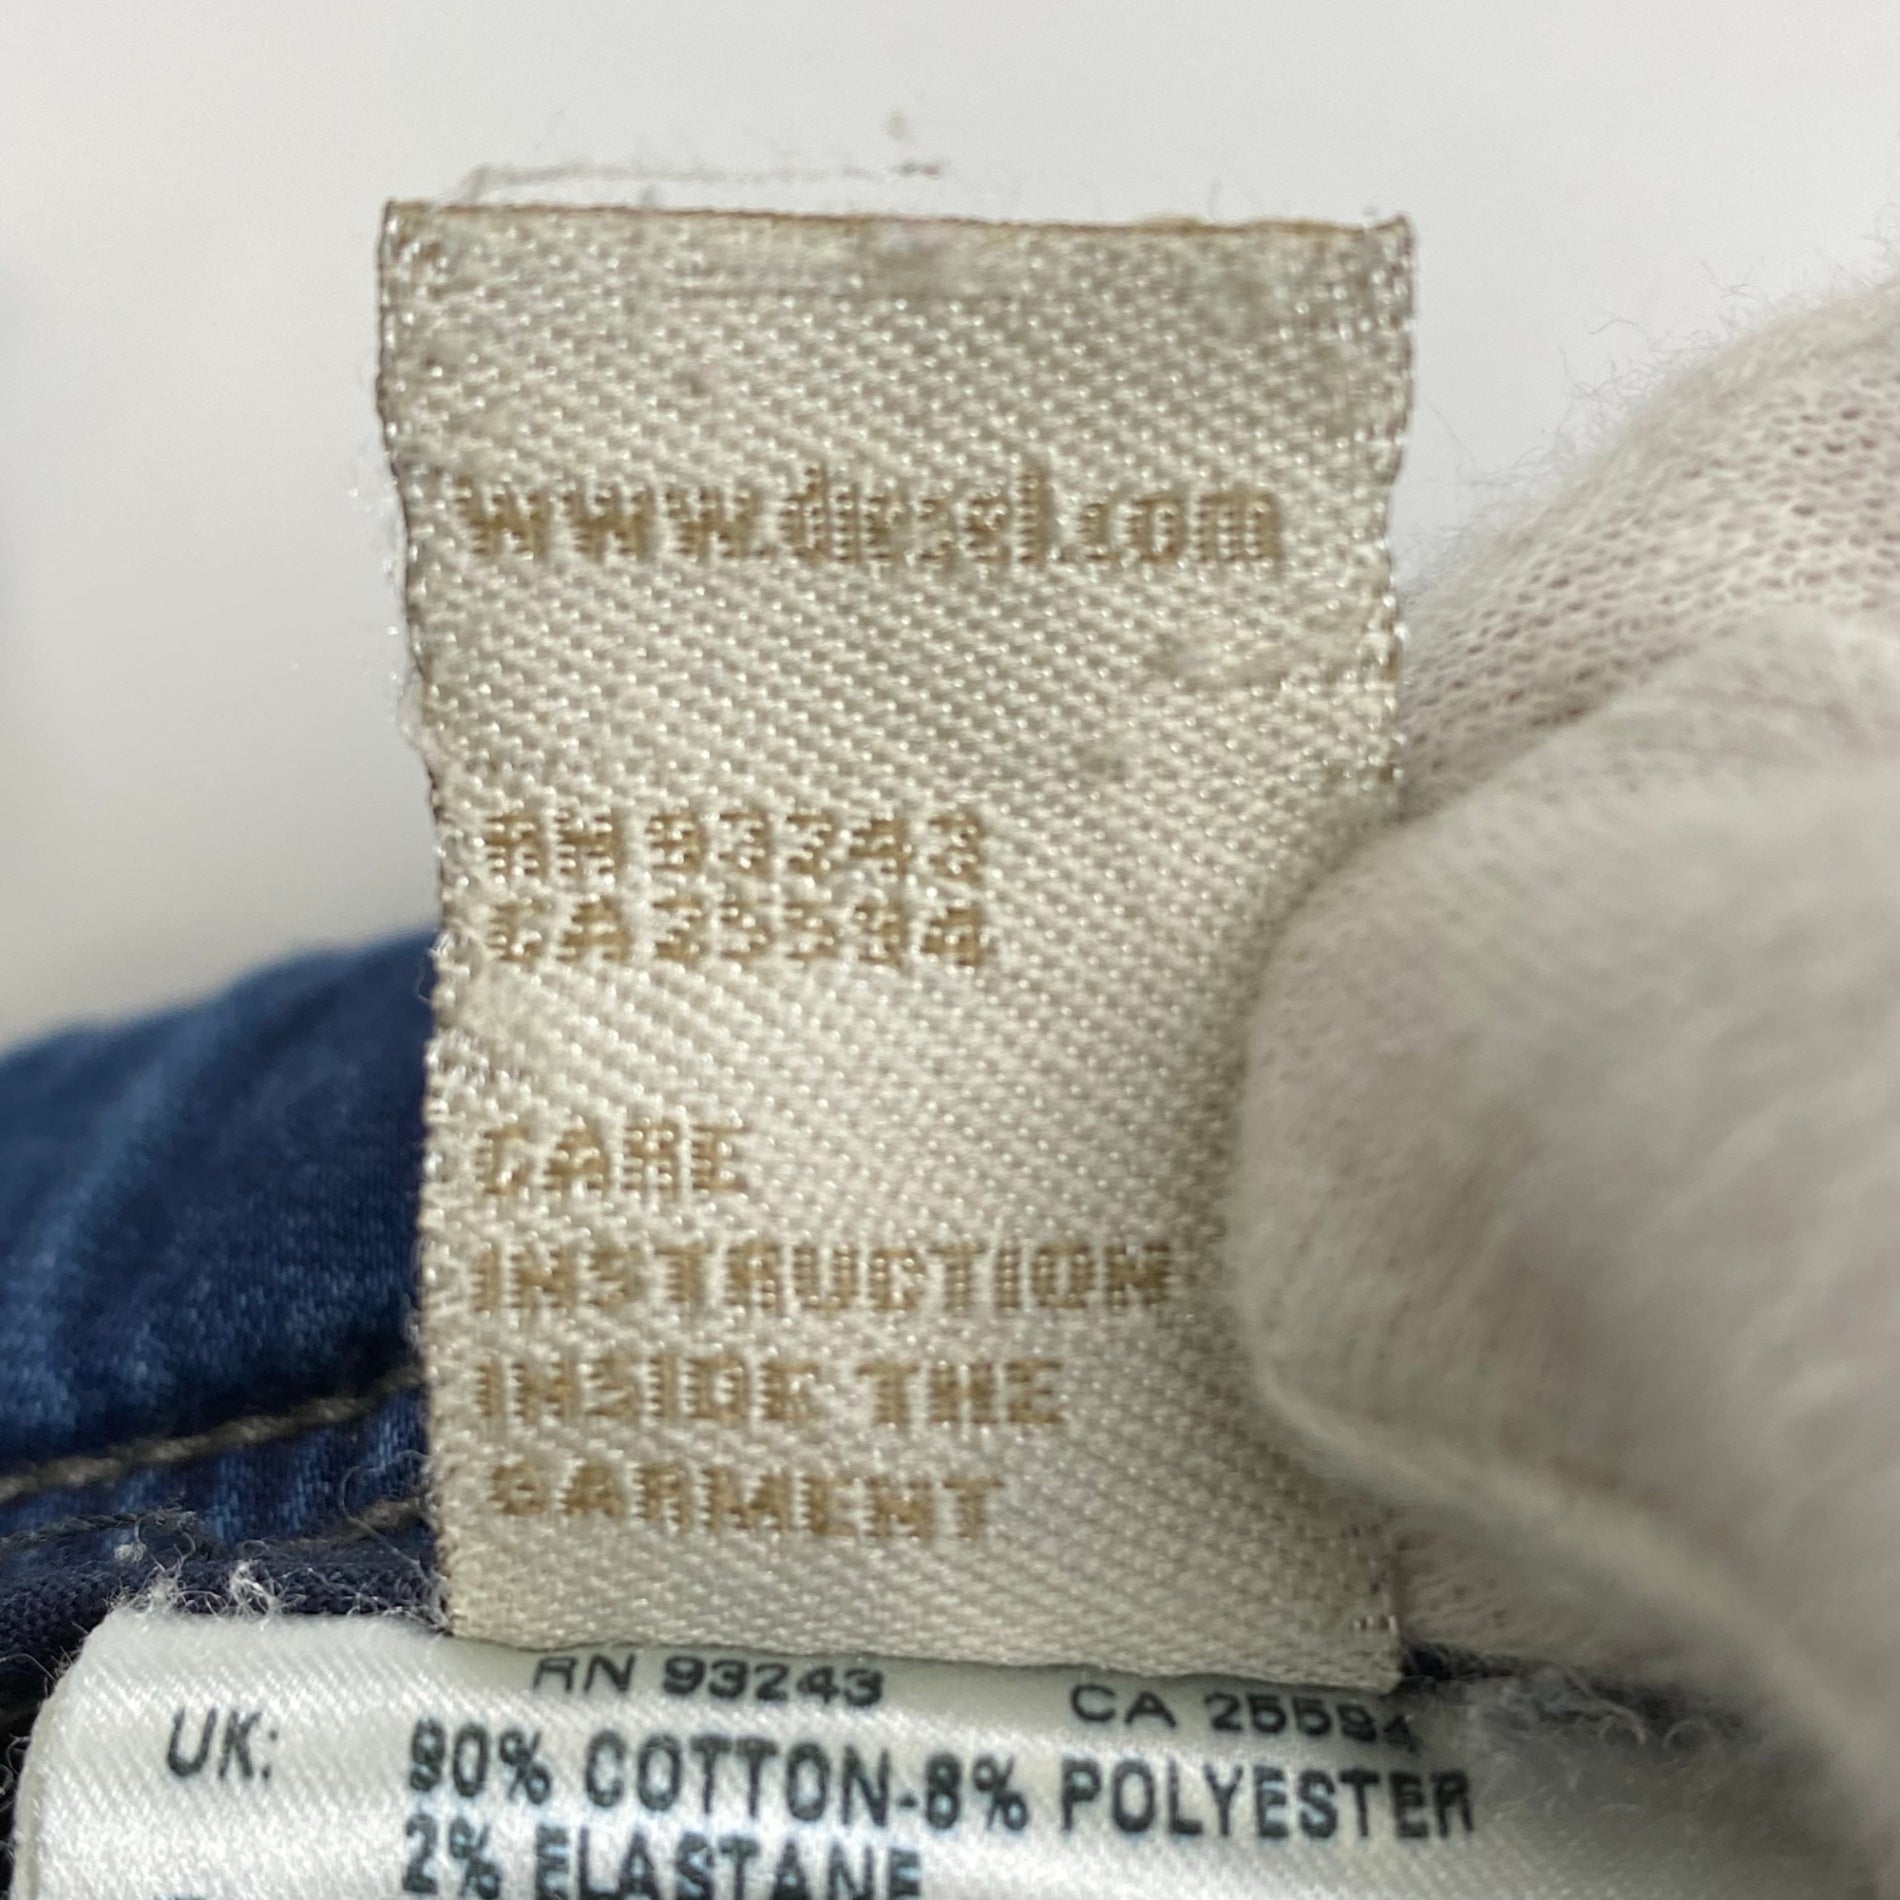 www.diesel.com
RN 93243
CA 25594
CARE
INSTRUCTION
INSIDE THE
GARMENT
RN 93243 CA 25594
UK: 90% COTTON-8% POLYESTER
2% ELASTANE